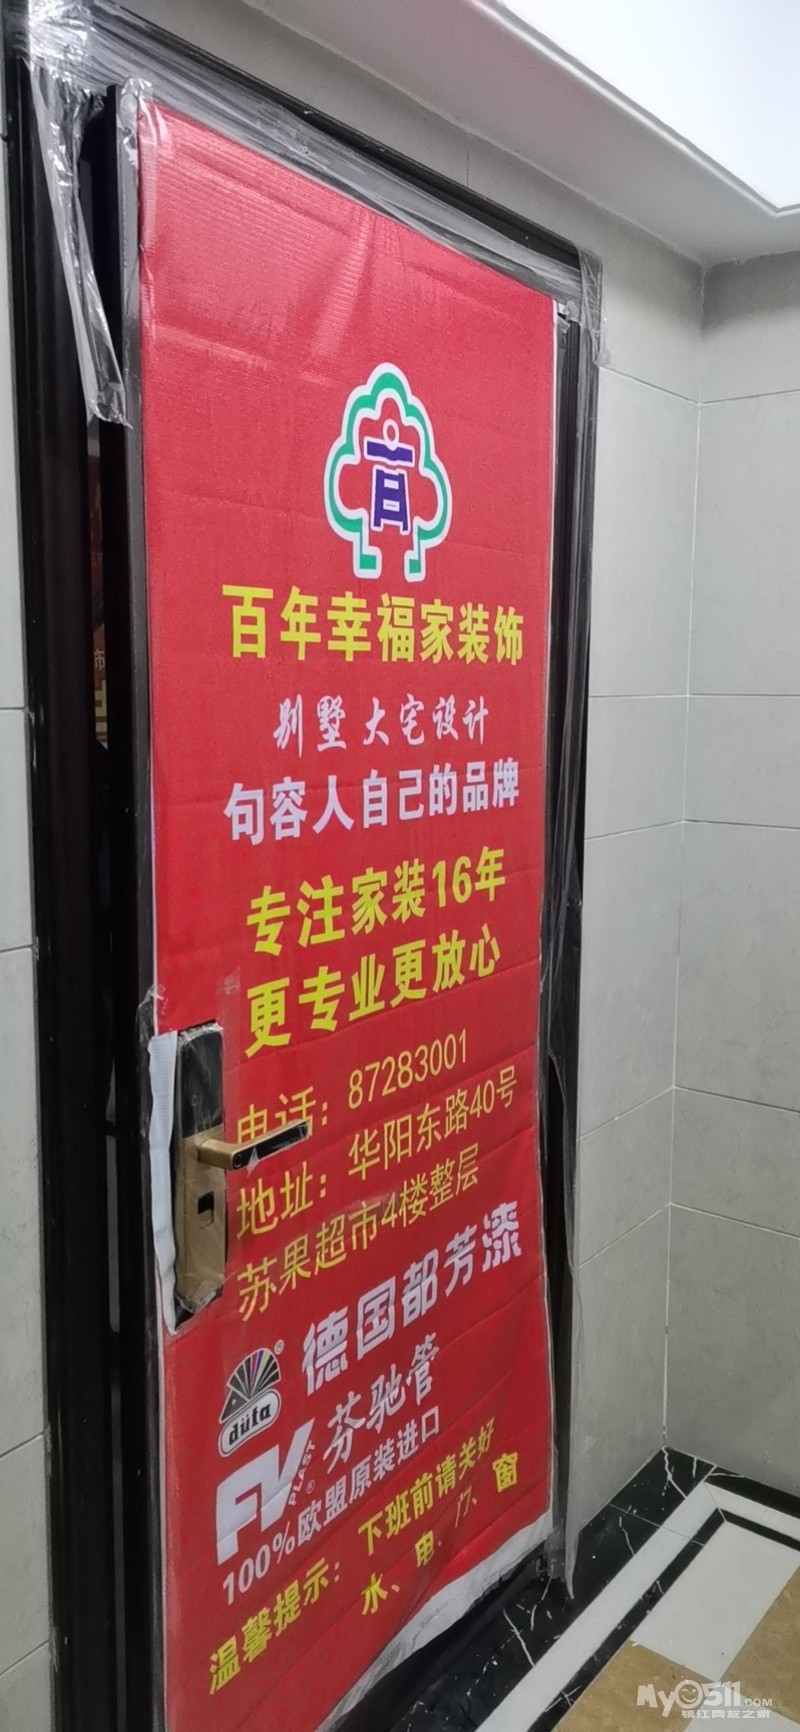 百年幸福家装饰
别墅大宅设计
句容人自己的品牌
专注家装16年
更专业更放心
电话：87283001
地址：华阳东路40号
苏果超市4楼整层
德国都芳漆
düfa
®
FV
PLAST
®
芬驰管
100%欧盟原装进口
温馨提示：下班前请关好
水、电、门、窗
My0511.COM
镇江网友之家